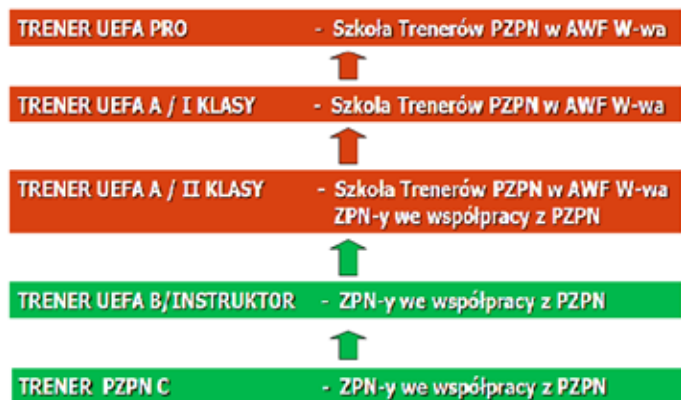 TRENER UEFA PRO - Szkoła Trenerów PZPN w AWF W-wa
TRENER UEFA A / I KLASY - Szkola Trenerów PZPN w AWF W-wa
TRENER UEFA A / II KLASY - Szkoła Trenerów PZPN w AWF W-wa
ZPN-y we współpracy z PZPN
TRENER UEFA B/INSTRUKTOR - ZPN-y we współpracy z PZPN
TRENER PZPN C - ZPN-y we współpracy z PZPN